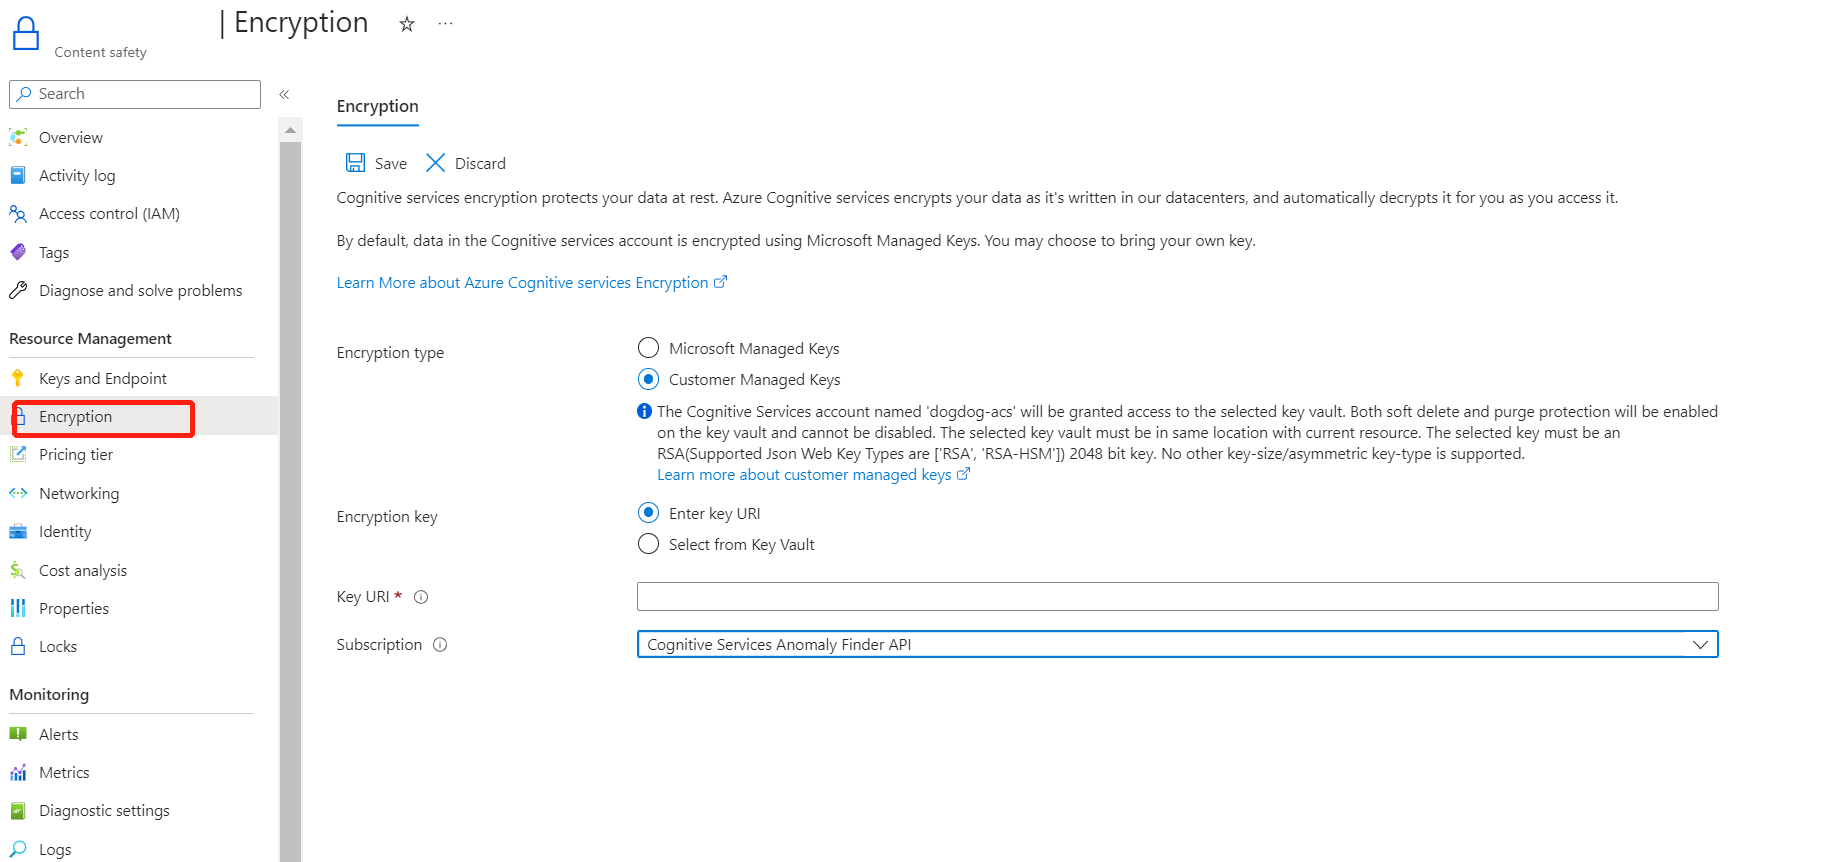 | Encryption
Content safety
Search
Overview
Activity log
Access control (IAM)
Tags
Diagnose and solve problems
Resource Management
Keys and Endpoint
Encryption
Pricing tier
Networking
Identity
Cost analysis
Properties
Locks
Monitoring
Alerts
Metrics
Diagnostic settings
Logs
Encryption
Save
Discard
Cognitive services encryption protects your data at rest. Azure Cognitive services encrypts your data as it's written in our datacenters, and automatically decrypts it for you as you access it.
By default, data in the Cognitive services account is encrypted using Microsoft Managed Keys. You may choose to bring your own key.
Learn More about Azure Cognitive services Encryption
Encryption type
Microsoft Managed Keys
Customer Managed Keys
The Cognitive Services account named 'dogdog-acs' will be granted access to the selected key vault. Both soft delete and purge protection will be enabled
on the key vault and cannot be disabled. The selected key vault must be in same location with current resource. The selected key must be an
RSA(Supported Json Web Key Types are ['RSA', 'RSA-HSM']) 2048 bit key. No other key-size/asymmetric key-type is supported.
Learn more about customer managed keys
Encryption key
Enter key URI
Select from Key Vault
Key URI *
Subscription
Cognitive Services Anomaly Finder API